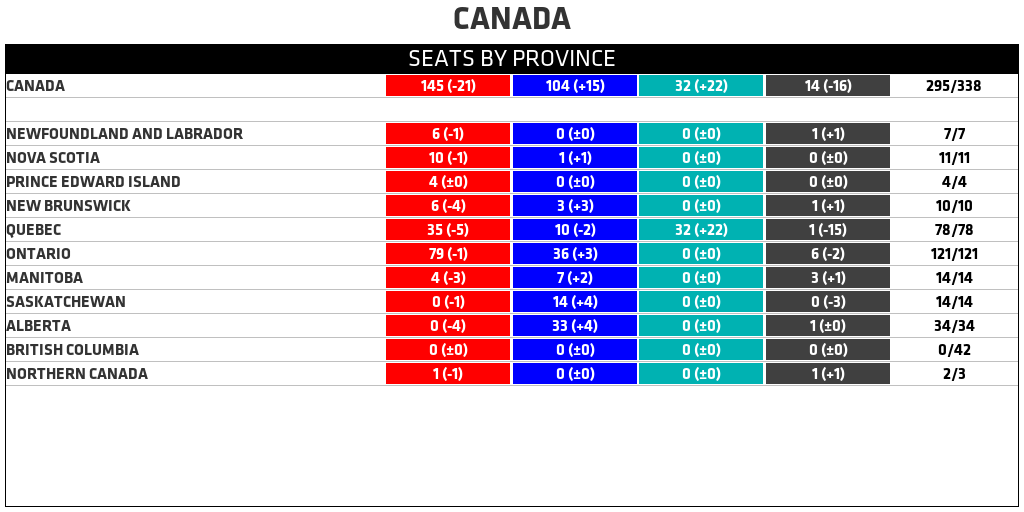 CANADA
SEATS BY PROVINCE
CANADA 145 (-21) 104 (+15) 32 (+22) 14 (-16) 295/338
NEWFOUNDLAND AND LABRADOR 6 (-1) 0 (±0) 0 (±0) 1 (+1) 7/7
NOVA SCOTIA 10 (-1) 1 (+1) 0 (±0) 0 (±0) 11/11
PRINCE EDWARD ISLAND 4 (±0) 0 (±0) 0 (±0) 0 (±0) 4/4
NEW BRUNSWICK 6 (-4) 3 (+3) 0 (±0) 1 (+1) 10/10
QUEBEC 35 (-5) 10 (-2) 32 (+22) 1 (-15) 78/78
ONTARIO 79 (-1) 36 (+3) 0 (±0) 6 (-2) 121/121
MANITOBA 4 (-3) 7 (+2) 0 (±0) 3 (+1) 14/14
SASKATCHEWAN 0 (-1) 14 (+4) 0 (±0) 0 (-3) 14/14
ALBERTA 0 (-4) 33 (+4) 0 (±0) 1 (±0) 34/34
BRITISH COLUMBIA 0 (±0) 0 (±0) 0 (±0) 0 (±0) 0/42
NORTHERN CANADA 1 (-1) 0 (±0) 0 (±0) 1 (+1) 2/3